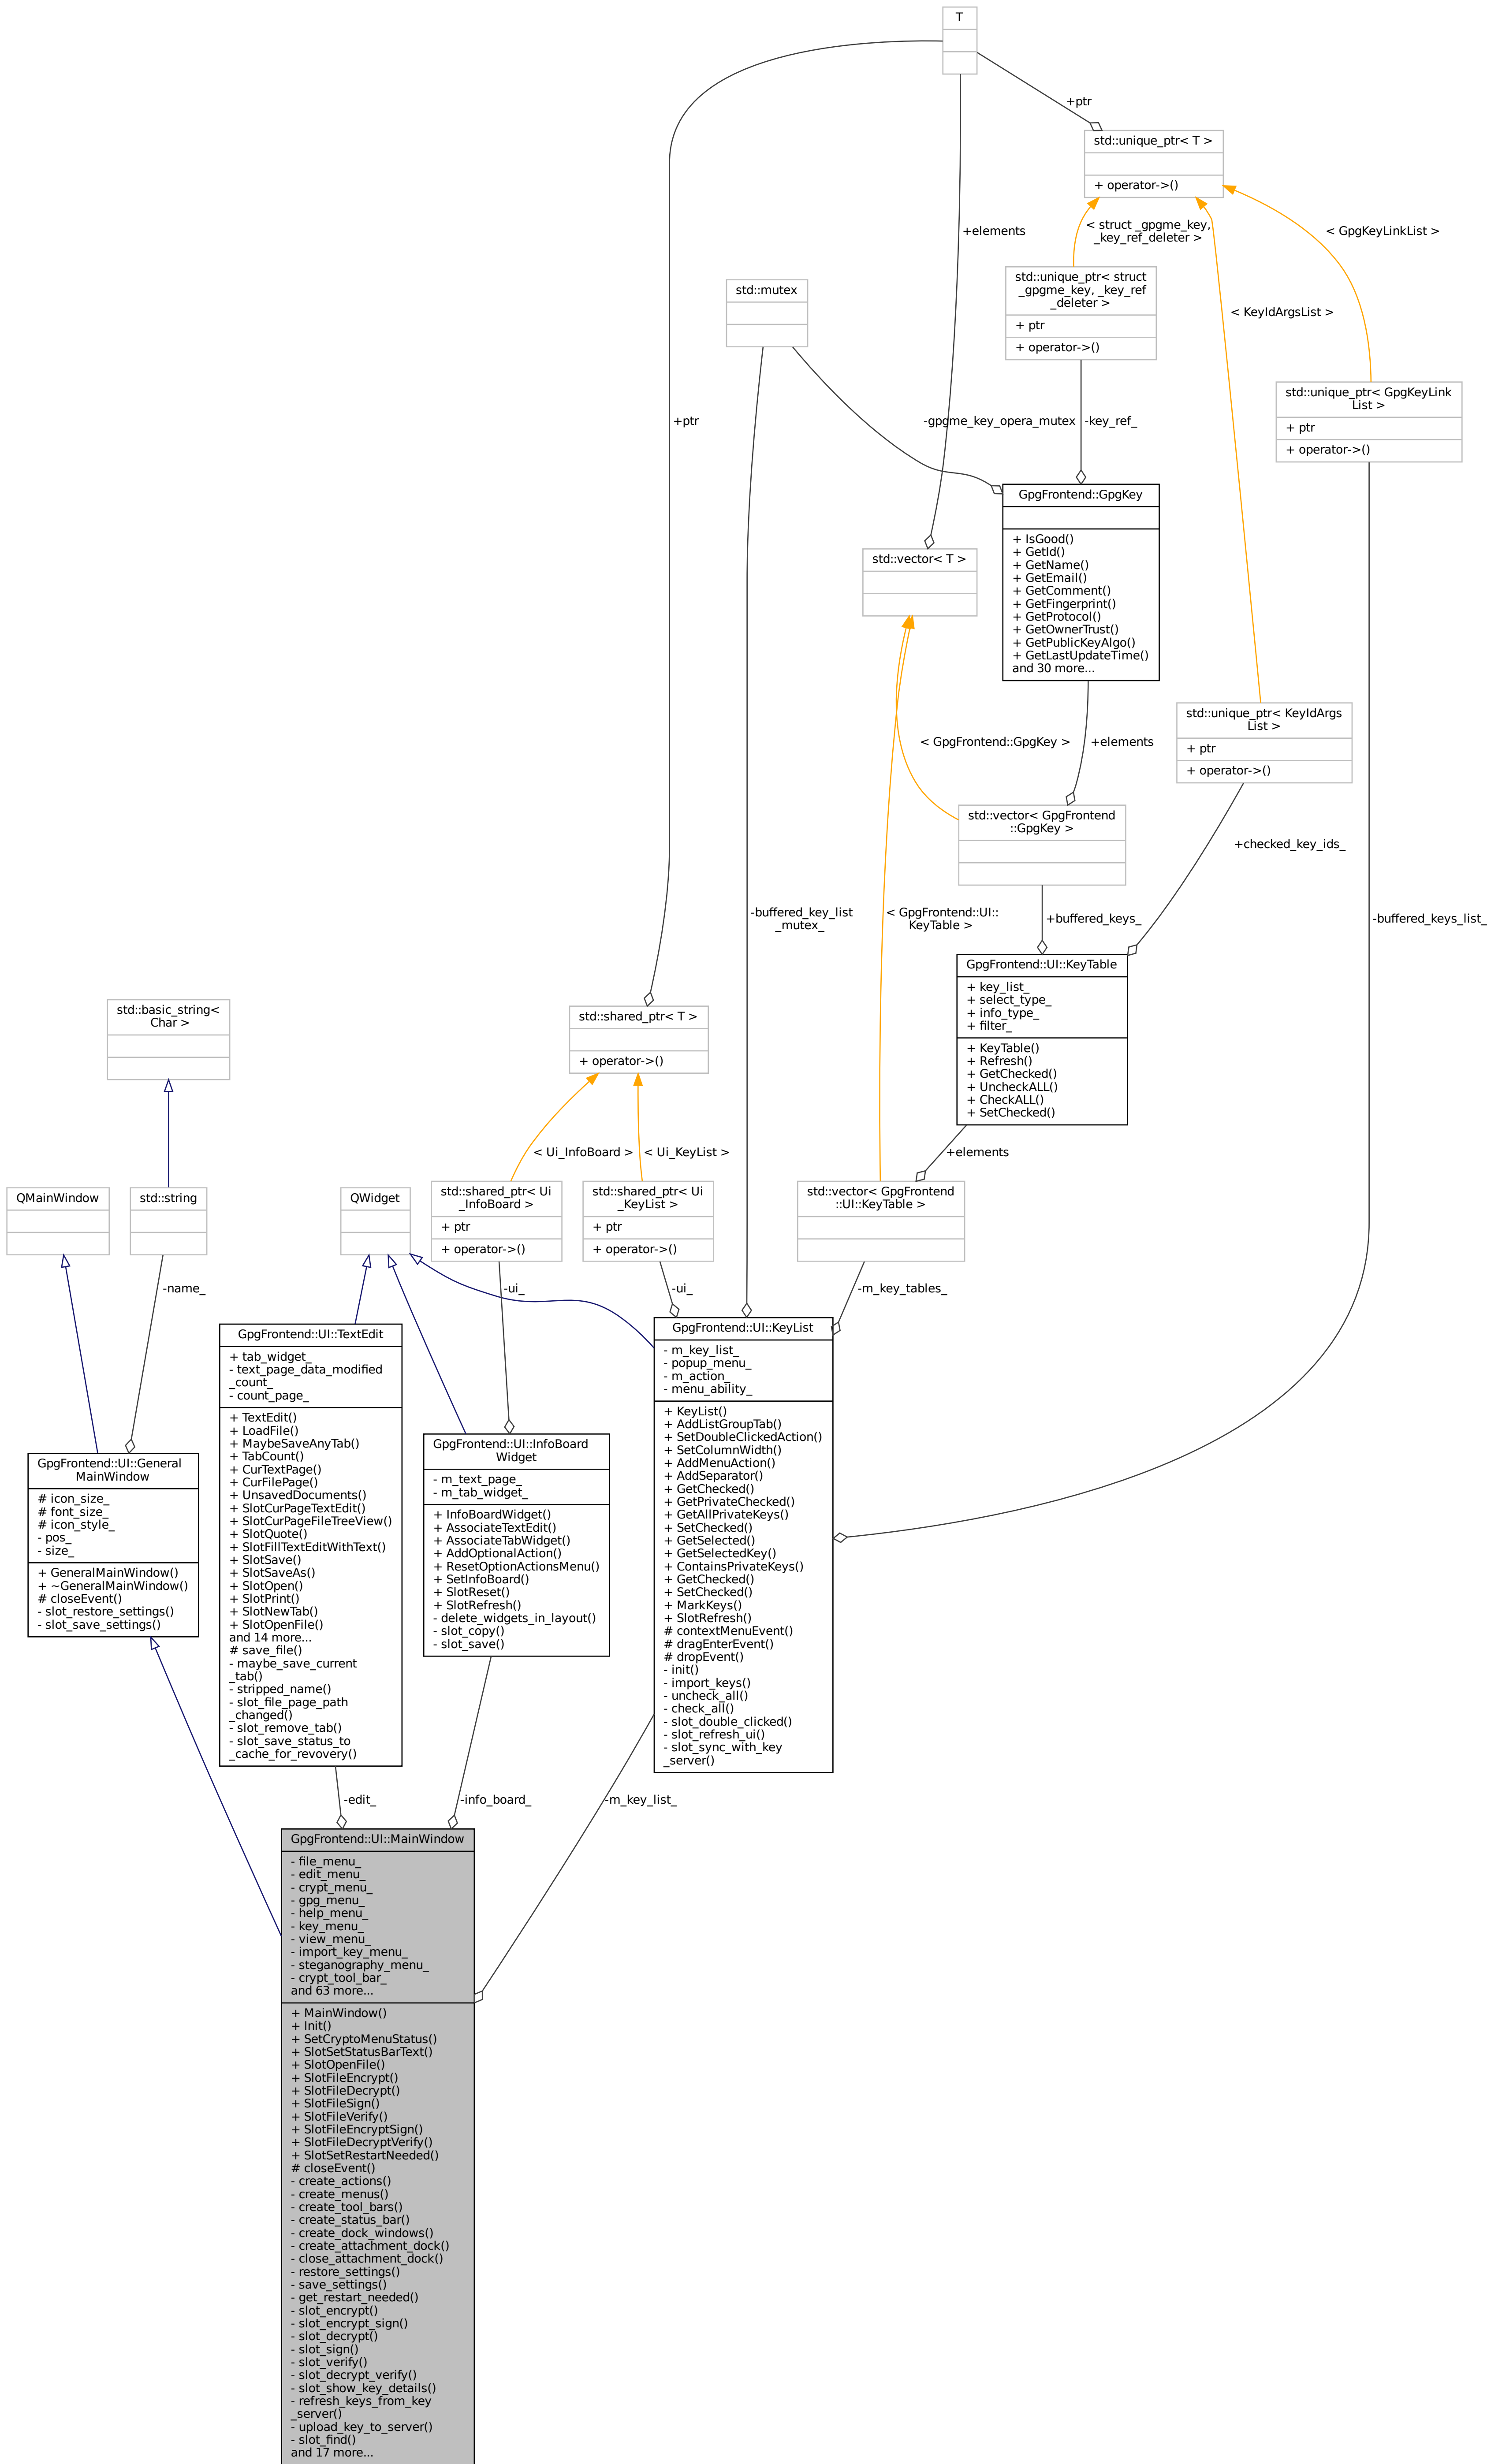 T
+ptr
std::unique_ptr< T >
+ operator->()
+elements
< struct _gpgme_key,
_key_ref_deleter >
< GpgKeyLinkList >
std::mutex
std::unique_ptr< struct
_gpgme_key, _key_ref
_deleter >
+ ptr
+ operator->()
< KeyIdArgsList >
std::unique_ptr< GpgKeyLink
List >
+ ptr
+ operator->()
+ptr
-gpgme_key_opera_mutex
-key_ref_
GpgFrontend::GpgKey
+ IsGood()
+ GetId()
+ GetName()
+ GetEmail()
+ GetComment()
+ GetFingerprint()
+ GetProtocol()
+ GetOwnerTrust()
+ GetPublicKeyAlgo()
+ GetLastUpdateTime()
and 30 more...
std::vector< T >
std::unique_ptr< KeyIdArgs
List >
+ ptr
+ operator->()
< GpgFrontend::GpgKey >
+elements
std::vector< GpgFrontend
::GpgKey >
+checked_key_ids_
-buffered_key_list
_mutex_
< GpgFrontend::UI::
KeyTable >
+buffered_keys_
-buffered_keys_list_
GpgFrontend::UI::KeyTable
+ key_list_
+ select_type_
+ info_type_
+ filter_
+ KeyTable()
+ Refresh()
+ GetChecked()
+ UncheckALL()
+ CheckALL()
+ SetChecked()
std::basic_string<
Char >
std::shared_ptr< T >
+ operator->()
< Ui_InfoBoard >
< Ui_KeyList >
+elements
QMainWindow
std::string
QWidget
std::shared_ptr< Ui
_InfoBoard >
+ ptr
+ operator->()
std::shared_ptr< Ui
_KeyList >
+ ptr
+ operator->()
std::vector< GpgFrontend
::UI::KeyTable >
-name_
-ui_
-ui_
-m_key_tables_
GpgFrontend::UI::TextEdit
+ tab_widget_
- text_page_data_modified
_count_
- count_page_
+ TextEdit()
+ LoadFile()
+ MaybeSaveAnyTab()
+ TabCount()
+ CurTextPage()
+ CurFilePage()
+ UnsavedDocuments()
+ SlotCurPageTextEdit()
+ SlotCurPageFileTreeView()
+ SlotQuote()
+ SlotFillTextEditWithText()
+ SlotSave()
+ SlotSaveAs()
+ SlotOpen()
+ SlotPrint()
+ SlotNewTab()
+ SlotOpenFile()
and 14 more...
# save_file()
- maybe_save_current
_tab()
- stripped_name()
- slot_file_page_path
_changed()
- slot_remove_tab()
- slot_save_status_to
_cache_for_revovery()
GpgFrontend::UI::KeyList
- m_key_list_
- popup_menu_
- m_action_
- menu_ability_
+ KeyList()
+ AddListGroupTab()
+ SetDoubleClickedAction()
+ SetColumnWidth()
+ AddMenuAction()
+ AddSeparator()
+ GetChecked()
+ GetPrivateChecked()
+ GetAllPrivateKeys()
+ SetChecked()
+ GetSelected()
+ GetSelectedKey()
+ ContainsPrivateKeys()
+ GetChecked()
+ SetChecked()
+ MarkKeys()
+ SlotRefresh()
# contextMenuEvent()
# dragEnterEvent()
# dropEvent()
- init()
- import_keys()
- uncheck_all()
- check_all()
- slot_double_clicked()
- slot_refresh_ui()
- slot_sync_with_key
_server()
GpgFrontend::UI::InfoBoard
Widget
- m_text_page_
- m_tab_widget_
+ InfoBoardWidget()
+ AssociateTextEdit()
+ AssociateTabWidget()
+ AddOptionalAction()
+ ResetOptionActionsMenu()
+ SetInfoBoard()
+ SlotReset()
+ SlotRefresh()
- delete_widgets_in_layout()
- slot_copy()
- slot_save()
GpgFrontend::UI::General
MainWindow
# icon_size_
# font_size_
# icon_style_
- pos_
- size_
+ GeneralMainWindow()
+ ~GeneralMainWindow()
# closeEvent()
- slot_restore_settings()
- slot_save_settings()
-edit_
-info_board_
-m_key_list_
GpgFrontend::UI::MainWindow
- file_menu_
- edit_menu_
- crypt_menu_
- gpg_menu_
- help_menu_
- key_menu_
- view_menu_
- import_key_menu_
- steganography_menu_
- crypt_tool_bar_
and 63 more...
+ MainWindow()
+ Init()
+ SetCryptoMenuStatus()
+ SlotSetStatusBarText()
+ SlotOpenFile()
+ SlotFileEncrypt()
+ SlotFileDecrypt()
+ SlotFileSign()
+ SlotFileVerify()
+ SlotFileEncryptSign()
+ SlotFileDecryptVerify()
+ SlotSetRestartNeeded()
# closeEvent()
- create_actions()
- create_menus()
- create_tool_bars()
- create_status_bar()
- create_dock_windows()
- create_attachment_dock()
- close_attachment_dock()
- restore_settings()
- save_settings()
- get_restart_needed()
- slot_encrypt()
- slot_encrypt_sign()
- slot_decrypt()
- slot_sign()
- slot_verify()
- slot_decrypt_verify()
- slot_show_key_details()
- refresh_keys_from_key
_server()
- upload_key_to_server()
- slot_find()
and 17 more...